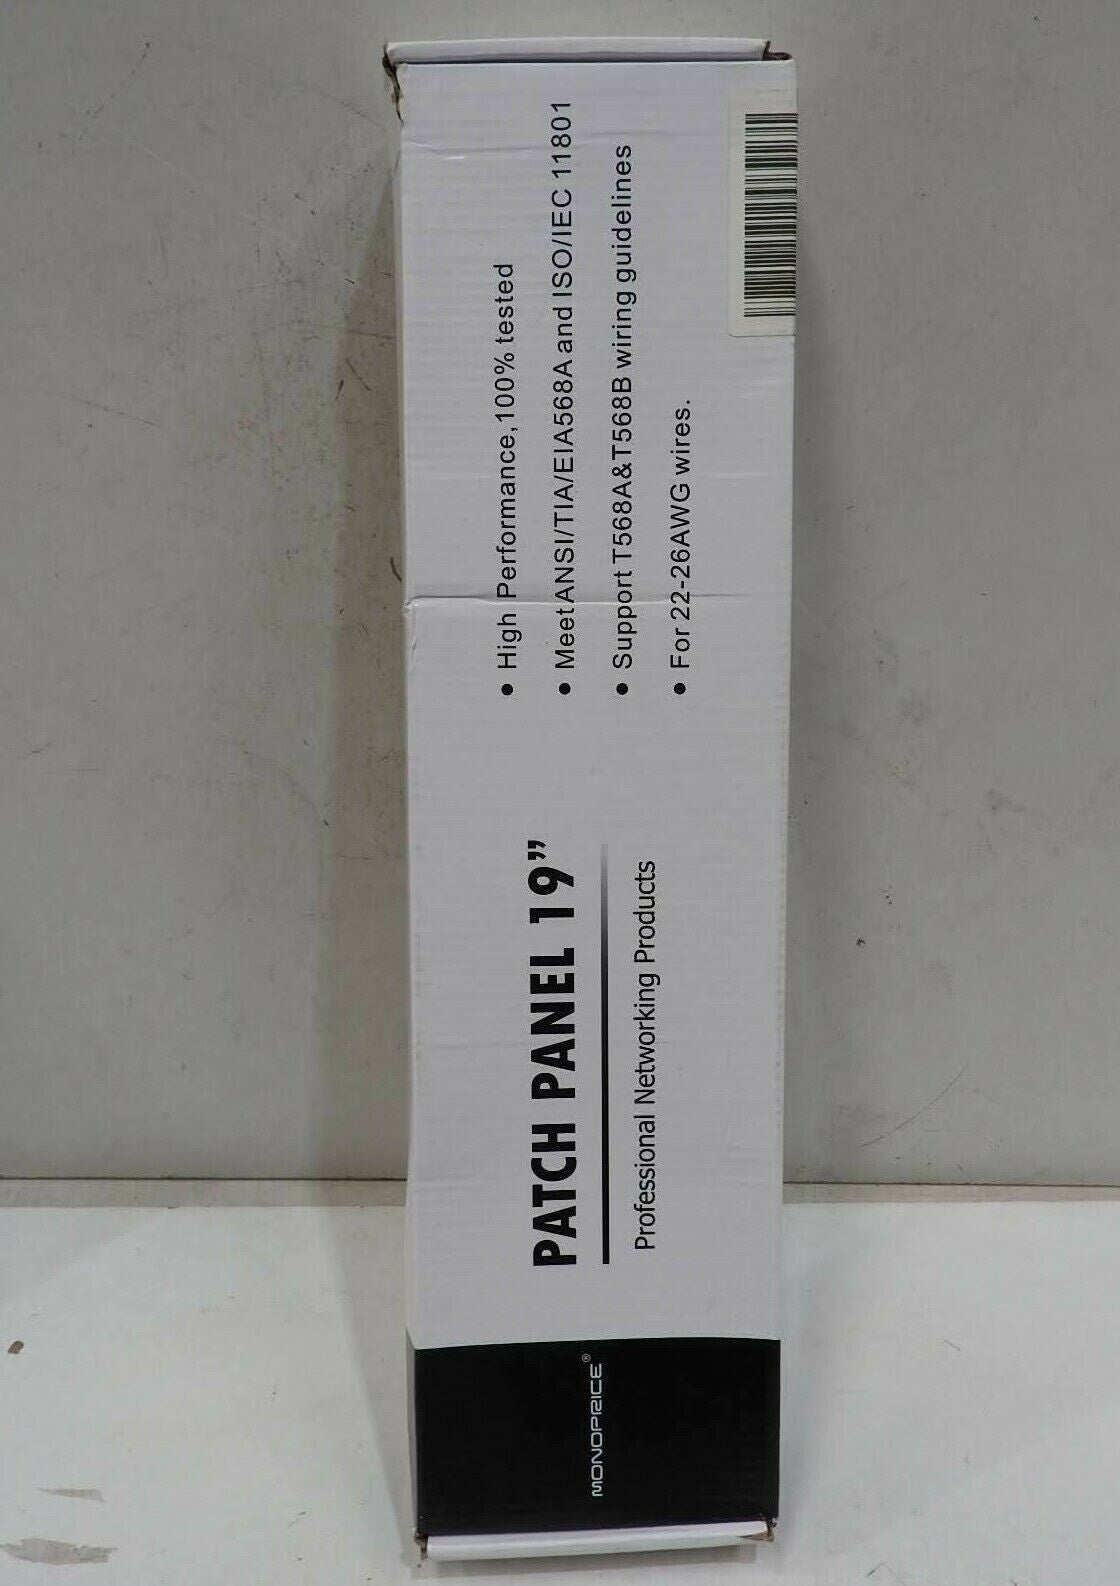 MONOPRICE®
PATCH PANEL 19”
Professional Networking Products
● High Performance,100% tested
● MeetANSI/TIA/EIA568A and ISO/IEC 11801
● Support T568A&T568B wiring guidelines
● For 22-26AWG wires.